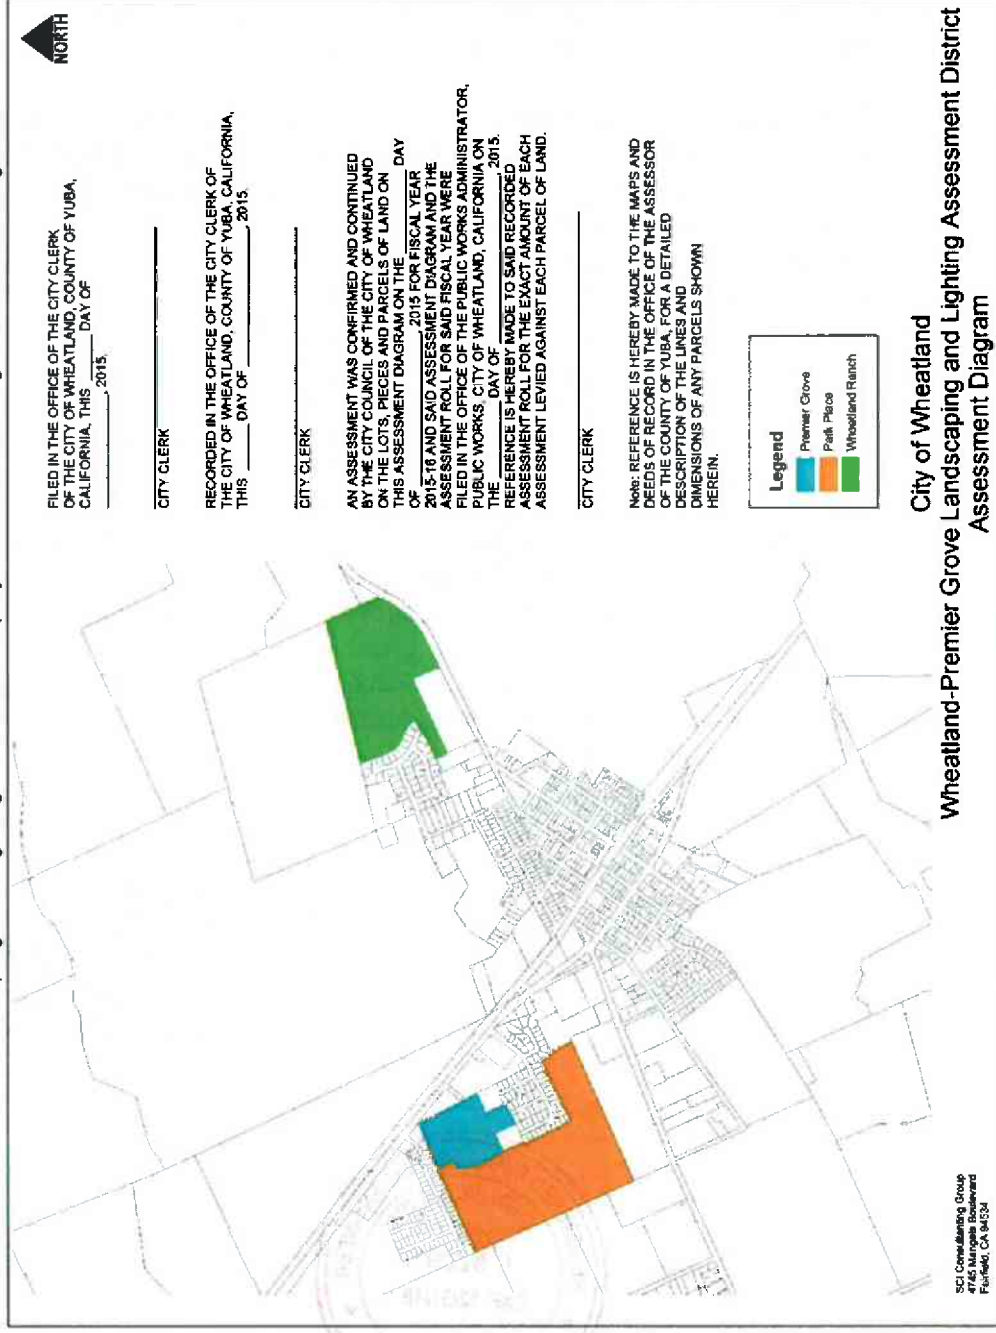 NORTH
FILED IN THE OFFICE OF THE CITY CLERK
OF THE CITY OF WHEATLAND, COUNTY OF YUBA,
CALIFORNIA, THIS ______ DAY OF
____________, 2015.
CITY CLERK
RECORDED IN THE OFFICE OF THE CITY CLERK OF
THE CITY OF WHEATLAND, COUNTY OF YUBA, CALIFORNIA,
THIS ______ DAY OF ____________, 2015.
CITY CLERK
AN ASSESSMENT WAS CONFIRMED AND CONTINUED
BY THE CITY COUNCIL OF THE CITY OF WHEATLAND
ON THE LOTS, PIECES AND PARCELS OF LAND ON
THIS ASSESSMENT DIAGRAM ON THE ______ DAY
OF ____________, 2015 FOR FISCAL YEAR
2015-16 AND SAID ASSESSMENT DIAGRAM AND THE
ASSESSMENT ROLL FOR SAID FISCAL YEAR WERE
FILED IN THE OFFICE OF THE PUBLIC WORKS ADMINISTRATOR,
PUBLIC WORKS, CITY OF WHEATLAND, CALIFORNIA ON
THE ______ DAY OF ____________, 2015.
REFERENCE IS HEREBY MADE TO SAID RECORDED
ASSESSMENT ROLL FOR THE EXACT AMOUNT OF EACH
ASSESSMENT LEVIED AGAINST EACH PARCEL OF LAND.
CITY CLERK
Note: REFERENCE IS HEREBY MADE TO THE MAPS AND
DEEDS OF RECORD IN THE OFFICE OF THE ASSESSOR
OF THE COUNTY OF YUBA, FOR A DETAILED
DESCRIPTION OF THE LINES AND
DIMENSIONS OF ANY PARCELS SHOWN
HEREIN.
Legend
Premier Grove
Park Place
Wheatland Ranch
City of Wheatland
Wheatland-Premier Grove Landscaping and Lighting Assessment District
Assessment Diagram
SCI Consulting Group
4745 Mangels Boulevard
Fairfield, CA 94534